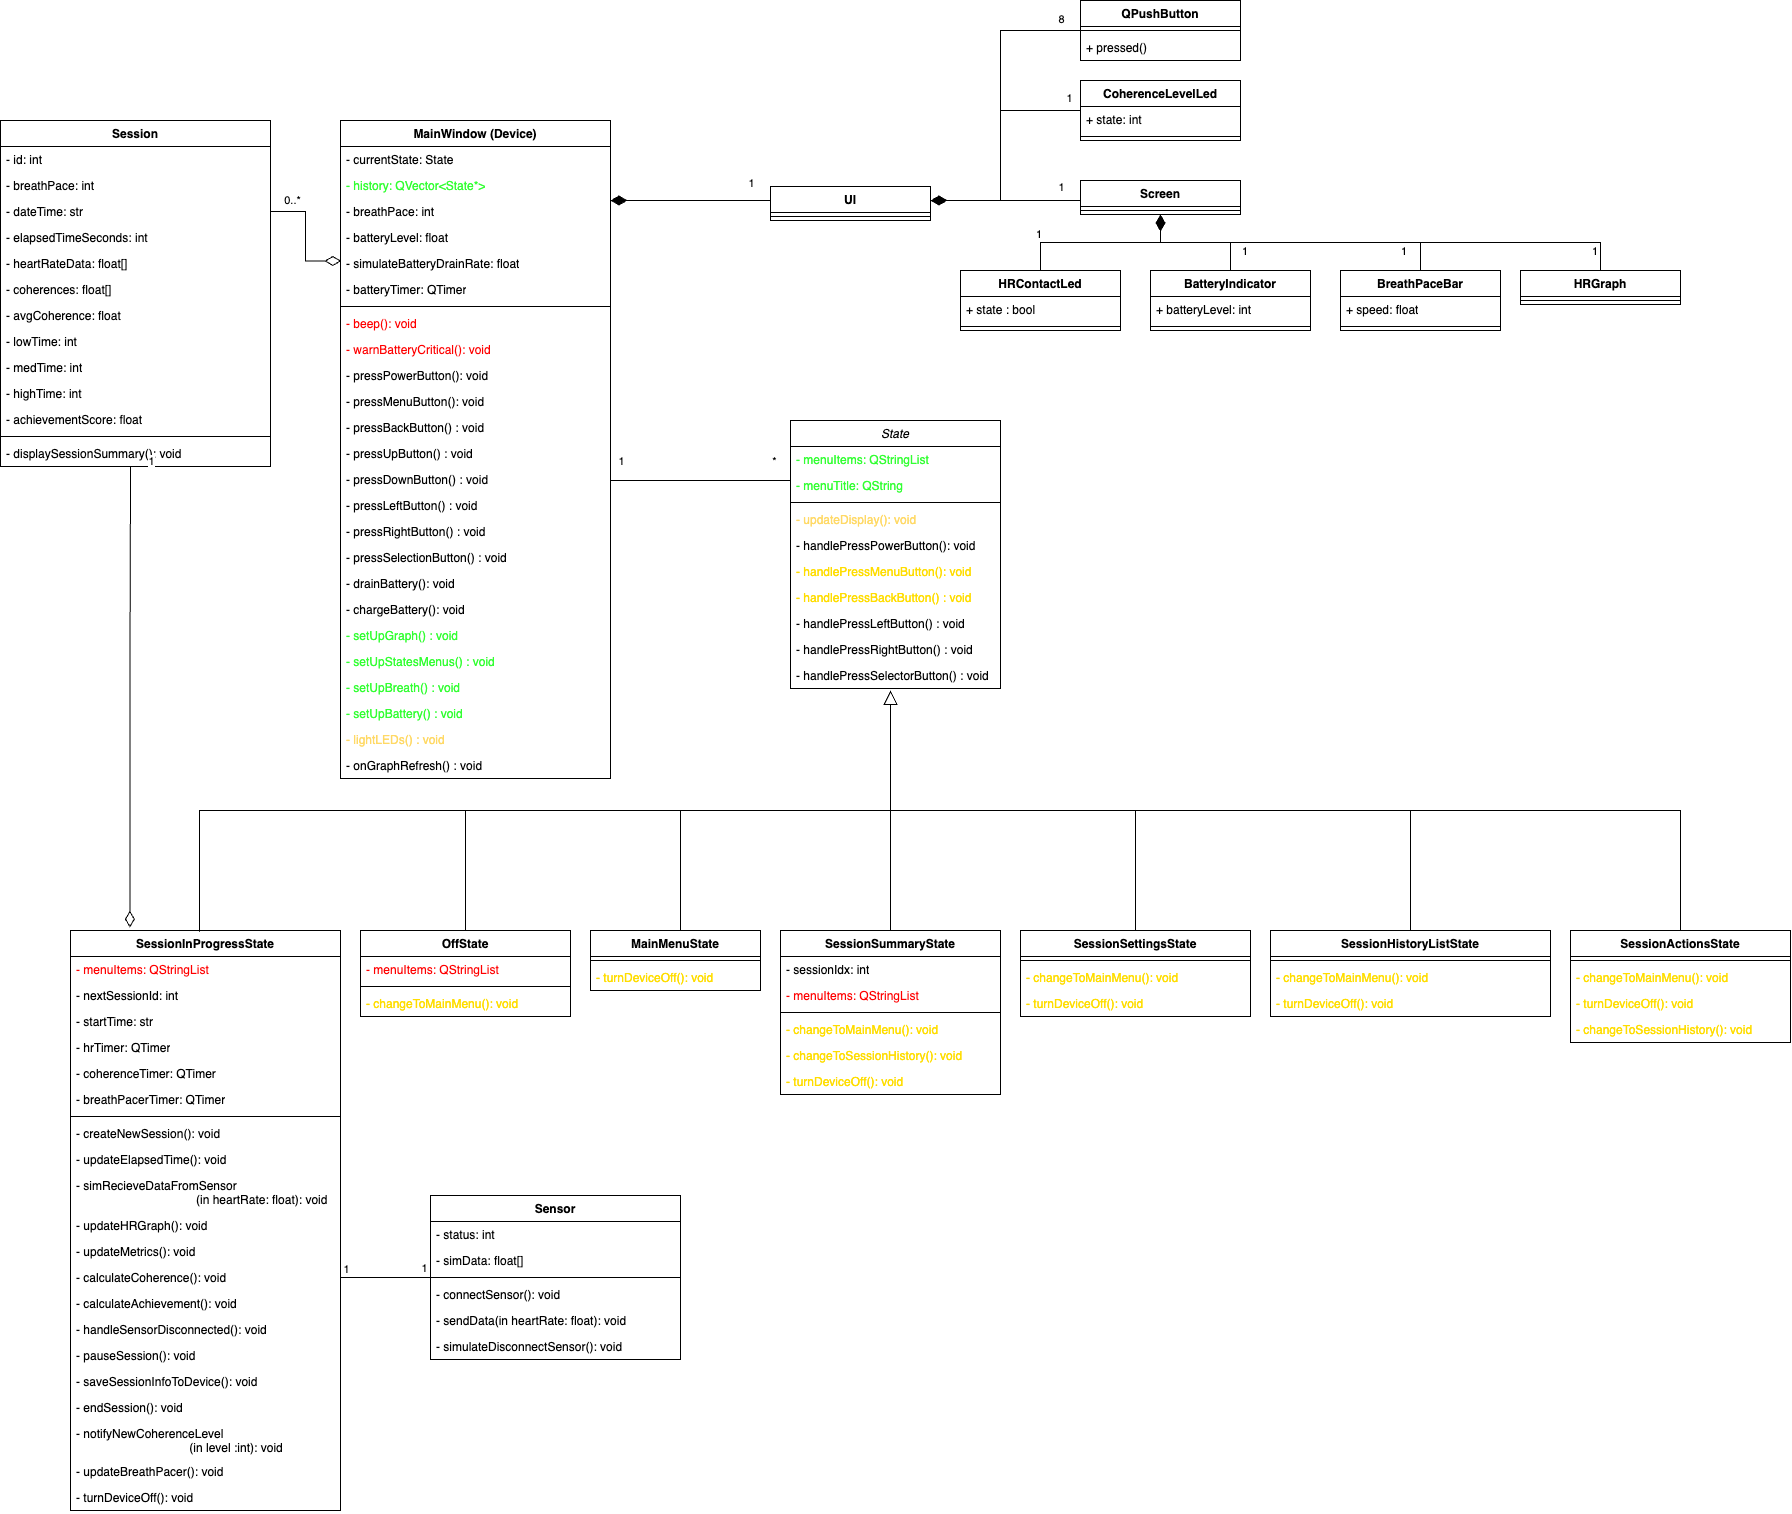 8
QPushButton
+ pressed()
1
CoherenceLevelLed
+ state: int
Session
- id: int
- breathPace: int
- dateTime: str
- elapsedTimeSeconds: int
- heartRateData: float[]
- coherences: float[]
- avgCoherence: float
- lowTime: int
- medTime: int
- highTime: int
- achievementScore: float
- displaySessionSummary(): void
1
0..*
MainWindow (Device)
- currentState: State
- history: QVector<State*>
- breathPace: int
- batteryLevel: float
- simulateBatteryDrainRate: float
- batteryTimer: QTimer
- beep(): void
- warnBatteryCritical(): void
- pressPowerButton(): void
- pressMenuButton(): void
- pressBackButton() : void
- pressUpButton() : void
- pressDownButton() : void
- pressLeftButton() : void
- pressRightButton() : void
- pressSelectionButton() : void
- drainBattery(): void
- chargeBattery(): void
- setUpGraph() : void
- setUpStatesMenus() : void
- setUpBreath() : void
- setUpBattery() : void
- lightLEDs() : void
- onGraphRefresh() : void
1
UI
1
Screen
1
1
1
1
HRContactLed
+ state : bool
BatteryIndicator
+ batteryLevel: int
BreathPaceBar
+ speed: float
HRGraph
1
*
State
- menuItems: QStringList
- menuTitle: QString
- updateDisplay(): void
- handlePressPowerButton(): void
- handlePressMenuButton(): void
- handlePressBackButton() : void
- handlePressLeftButton() : void
- handlePressRightButton() : void
- handlePressSelectorButton() : void
SessionInProgressState
- menuItems: QStringList
- nextSessionId: int
- startTime: str
- hrTimer: QTimer
- coherenceTimer: QTimer
- breathPacerTimer: QTimer
- createNewSession(): void
- updateElapsedTime(): void
- simRecieveDataFromSensor
(in heartRate: float): void
- updateHRGraph(): void
- updateMetrics(): void
- calculateCoherence(): void
- calculateAchievement(): void
- handleSensorDisconnected(): void
- pauseSession(): void
- saveSessionInfoToDevice(): void
- endSession(): void
- notifyNewCoherenceLevel
(in level :int): void
- updateBreathPacer(): void
- turnDeviceOff(): void
OffState
- menuItems: QStringList
- changeToMainMenu(): void
MainMenuState
- turnDeviceOff(): void
SessionSummaryState
- sessionIdx: int
- menuItems: QStringList
- changeToMainMenu(): void
- changeToSessionHistory(): void
- turnDeviceOff(): void
SessionSettingsState
- changeToMainMenu(): void
- turnDeviceOff(): void
SessionHistoryListState
- changeToMainMenu(): void
- turnDeviceOff(): void
SessionActionsState
- changeToMainMenu(): void
- turnDeviceOff(): void
- changeToSessionHistory(): void
1
1
Sensor
- status: int
- simData: float[]
- connectSensor(): void
- sendData(in heartRate: float): void
- simulateDisconnectSensor(): void